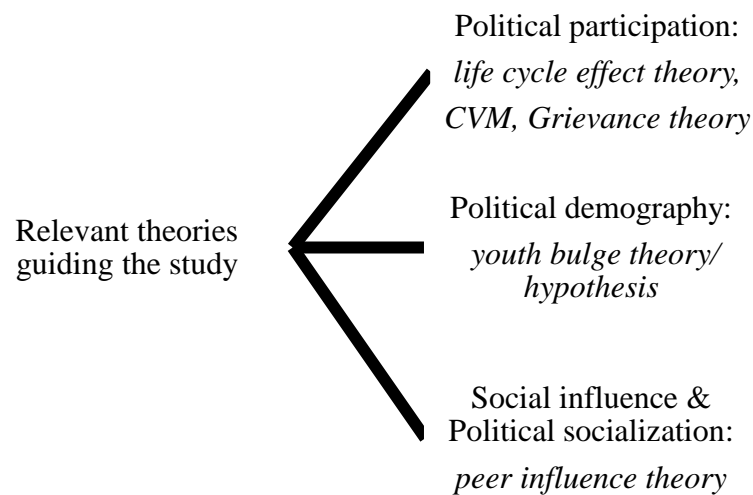 Relevant theories
guiding the study
Political participation:
life cycle effect theory,
CVM, Grievance theory
Political demography:
youth bulge theory/
hypothesis
Social influence &
Political socialization:
peer influence theory